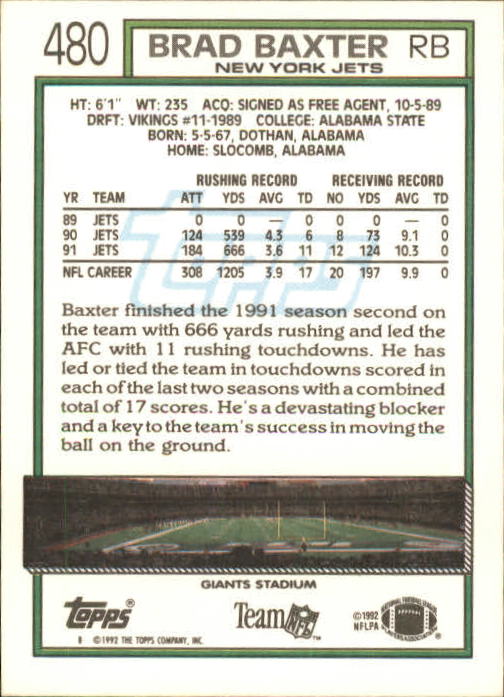 480 BRAD BAXTER RB
NEW YORK JETS
HT: 6'1" WT: 235 ACQ: SIGNED AS FREE AGENT, 10-5-89
DRFT: VIKINGS #11-1989 COLLEGE: ALABAMA STATE
BORN: 5-5-67, DOTHAN, ALABAMA
HOME: SLOCOMB, ALABAMA
RUSHING RECORD RECEIVING RECORD
YR TEAM ATT YDS AVG TD NO YDS AVG TD
89 JETS 0 0 — 0 0 0 — 0
90 JETS 124 539 4.3 6 8 73 9.1 0
91 JETS 184 666 3.6 11 12 124 10.3 0
NFL CAREER 308 1205 3.9 17 20 197 9.9 0
topps
Baxter finished the 1991 season second on
the team with 666 yards rushing and led the
AFC with 11 rushing touchdowns. He has
led or tied the team in touchdowns scored in
each of the last two seasons with a combined
total of 17 scores. He's a devastating blocker
and a key to the team's success in moving the
ball on the ground.
GIANTS STADIUM
Topps® Team NFL™ ©1992
NFLPA
B ©1992 THE TOPPS COMPANY, INC.